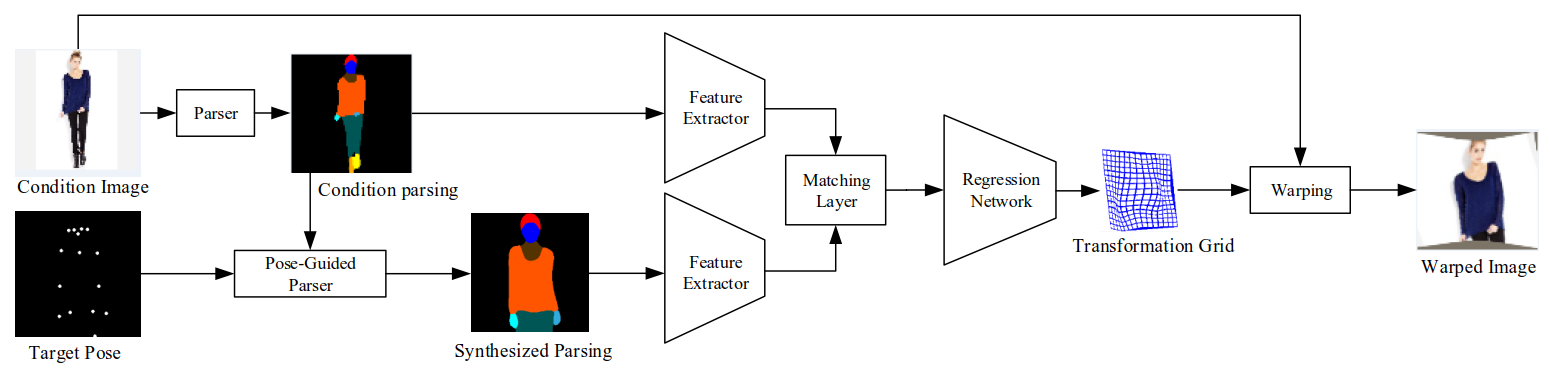 Condition Image
Parser
Condition parsing
Target Pose
Pose-Guided
Parser
Synthesized Parsing
Feature
Extractor
Feature
Extractor
Matching
Layer
Regression
Network
Transformation Grid
Warping
Warped Image